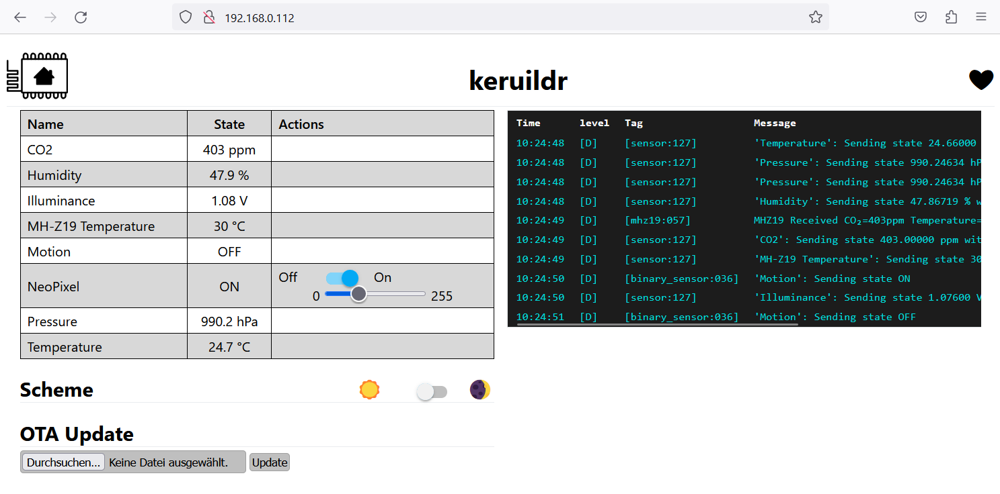 192.168.0.112
keruildr
Name State Actions
CO2 403 ppm
Humidity 47.9 %
Illuminance 1.08 V
MH-Z19 Temperature 30 °C
Motion OFF
NeoPixel ON Off On
0 255
Pressure 990.2 hPa
Temperature 24.7 °C
Scheme
OTA Update
Durchsuchen... Keine Datei ausgewählt. Update
Time level Tag Message
10:24:48 [D] [sensor:127] 'Temperature': Sending state 24.66000
10:24:48 [D] [sensor:127] 'Pressure': Sending state 990.24634 hP
10:24:48 [D] [sensor:127] 'Pressure': Sending state 990.24634 hP
10:24:48 [D] [sensor:127] 'Humidity': Sending state 47.86719 % w
10:24:49 [D] [mhz19:057] MHZ19 Received CO₂=403ppm Temperature=
10:24:49 [D] [sensor:127] 'CO2': Sending state 403.00000 ppm wit
10:24:49 [D] [sensor:127] 'MH-Z19 Temperature': Sending state 30
10:24:50 [D] [binary_sensor:036] 'Motion': Sending state ON
10:24:50 [D] [sensor:127] 'Illuminance': Sending state 1.07600 V
10:24:51 [D] [binary_sensor:036] 'Motion': Sending state OFF